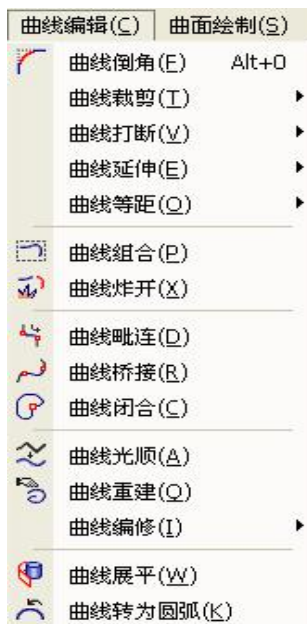 曲线编辑(C) 曲面绘制(S)
曲线倒角(F) Alt+0
曲线裁剪(T)
曲线打断(V)
曲线延伸(E)
曲线等距(O)
曲线组合(P)
曲线炸开(X)
曲线毗连(D)
曲线桥接(R)
曲线闭合(C)
曲线光顺(A)
曲线重建(Q)
曲线编修(I)
曲线展平(W)
曲线转为圆弧(K)